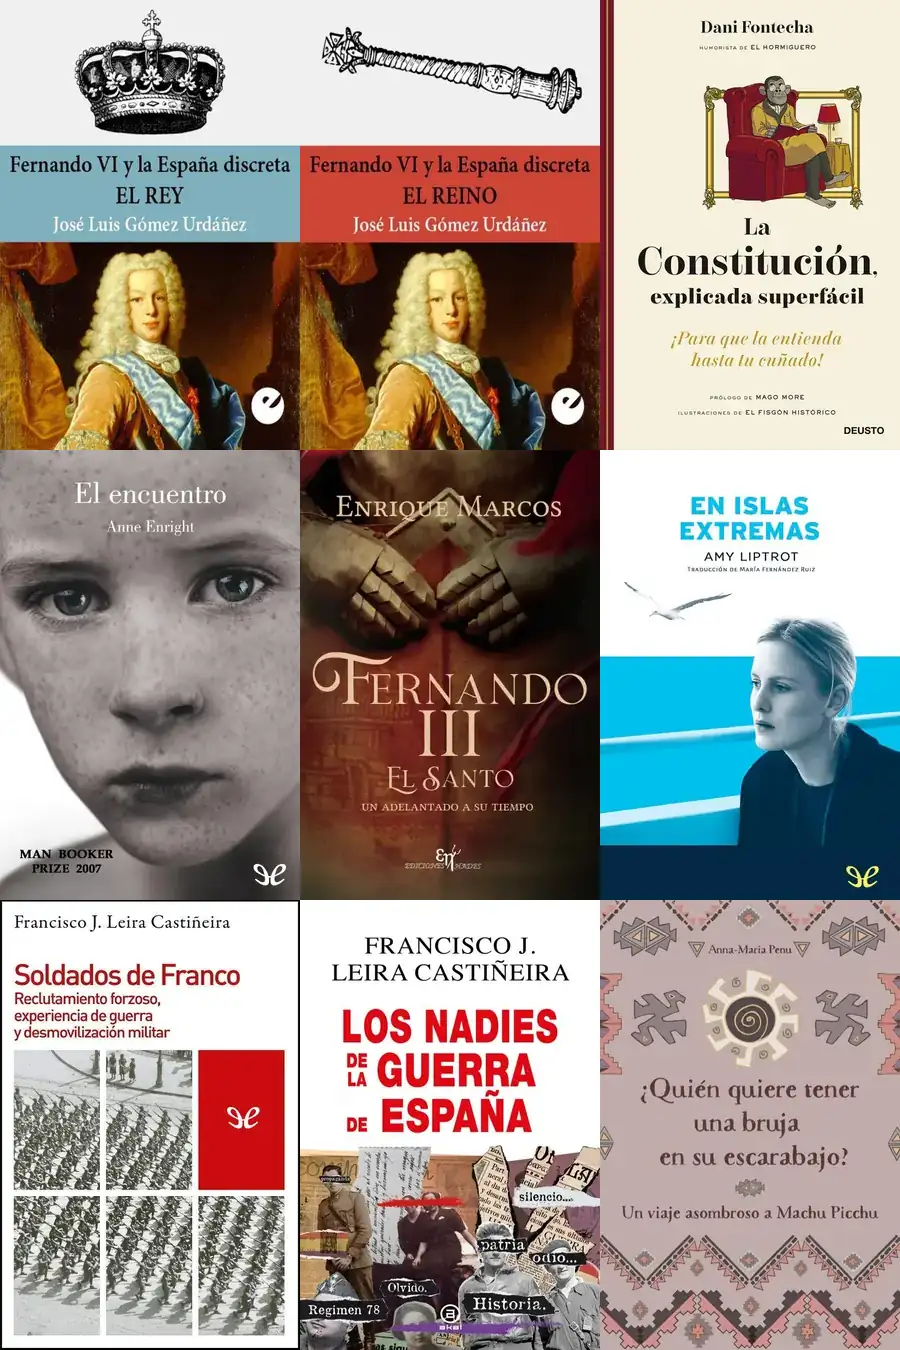 Fernando VI y la España discreta
EL REY
José Luis Gómez Urdáñez
Fernando VI y la España discreta
EL REINO
José Luis Gómez Urdáñez
Dani Fontecha
HUMORISTA DE EL HORMIGUERO
La
Constitución,
explicada superfácil
¡Para que la entienda
hasta tu cuñado!
PRÓLOGO DE MAGO MORE
ILUSTRACIONES DE EL FISGÓN HISTÓRICO
DEUSTO
El encuentro
Anne Enright
MAN BOOKER
PRIZE 2007
ENRIQUE MARCOS
FERNANDO
III
EL SANTO
UN ADELANTADO A SU TIEMPO
EN ISLAS
EXTREMAS
AMY LIPTROT
TRADUCCIÓN DE MARÍA FERNÁNDEZ RUIZ
Francisco J. Leira Castiñeira
Soldados de Franco
Reclutamiento forzoso,
experiencia de guerra
y desmovilización militar
FRANCISCO J.
LEIRA CASTIÑEIRA
LOS NADIES
DE LA GUERRA
DE ESPAÑA
propaganda
silencio...
patria
odio...
Olvido.
Regimen 78
Historia.
akal
Anna-Maria Penu
¿Quién quiere tener
una bruja
en su escarabajo?
Un viaje asombroso a Machu Picchu